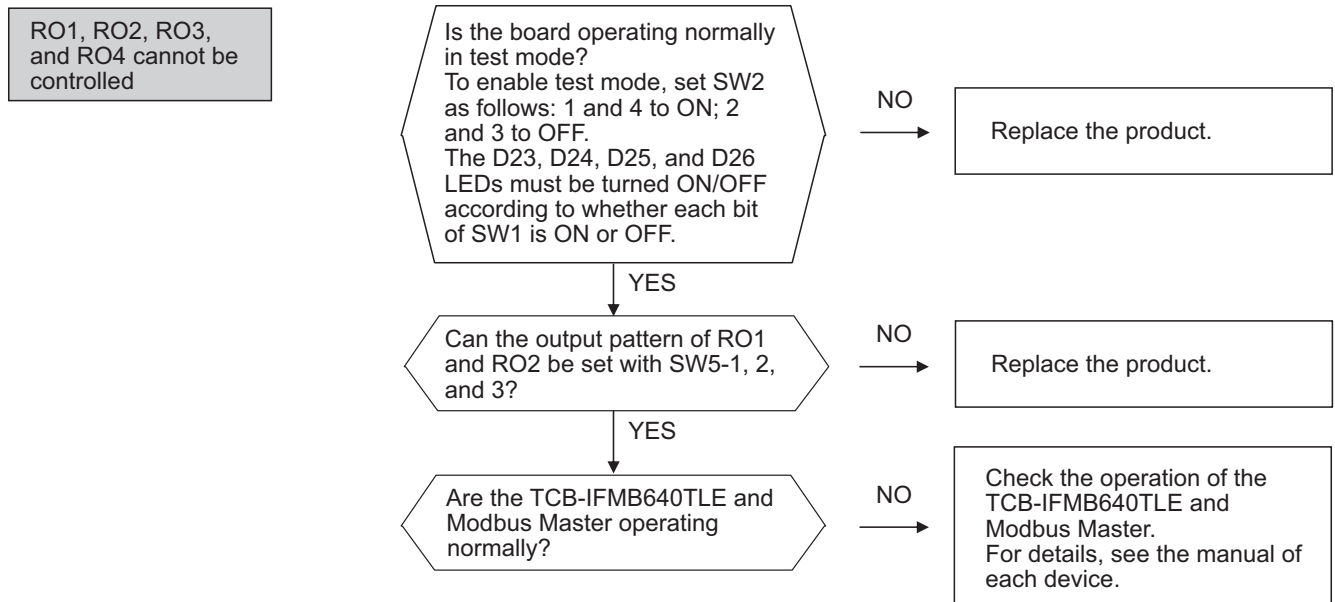 RO1, RO2, RO3,
and RO4 cannot be
controlled
Is the board operating normally
in test mode?
To enable test mode, set SW2
as follows: 1 and 4 to ON; 2
and 3 to OFF.
The D23, D24, D25, and D26
LEDs must be turned ON/OFF
according to whether each bit
of SW1 is ON or OFF.
NO
Replace the product.
YES
Can the output pattern of RO1
and RO2 be set with SW5-1, 2,
and 3?
NO
Replace the product.
YES
Are the TCB-IFMB640TLE and
Modbus Master operating
normally?
NO
Check the operation of the
TCB-IFMB640TLE and
Modbus Master.
For details, see the manual of
each device.